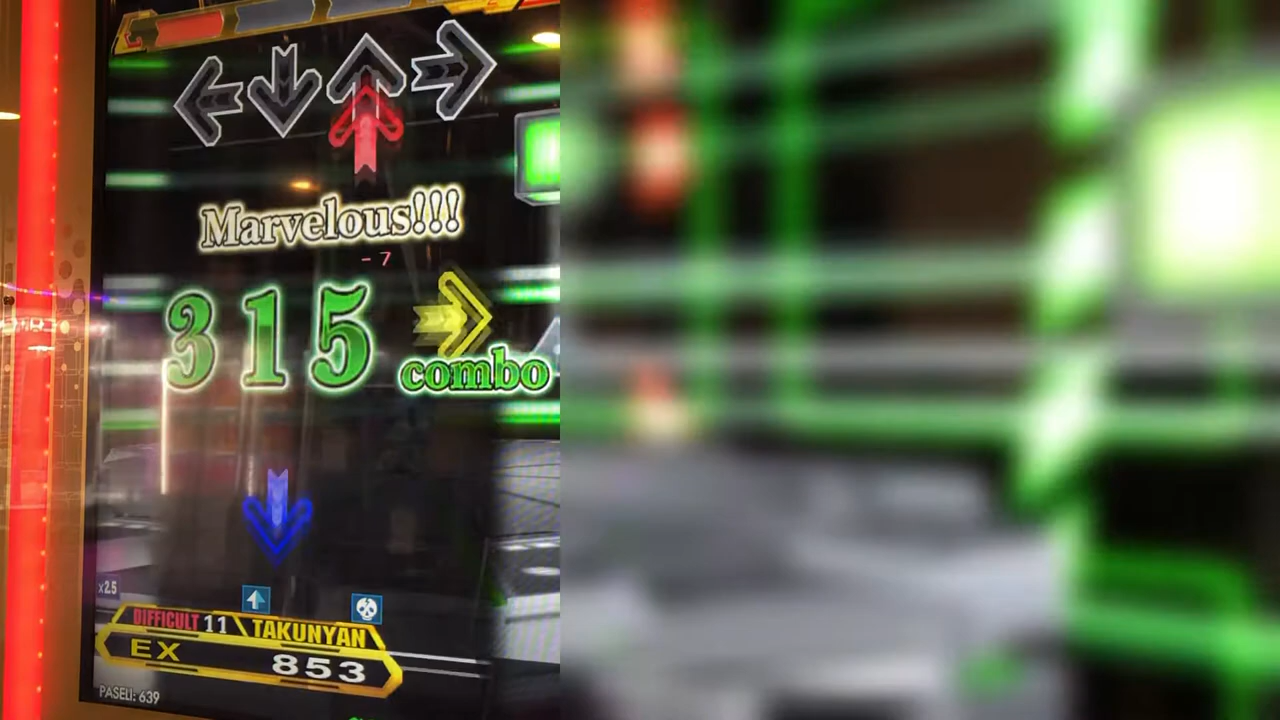 Marvelous!!!
- 7
315
combo
x2.5
DIFFICULT 11 TAKUNYAN
EX 853
PASELI: 639